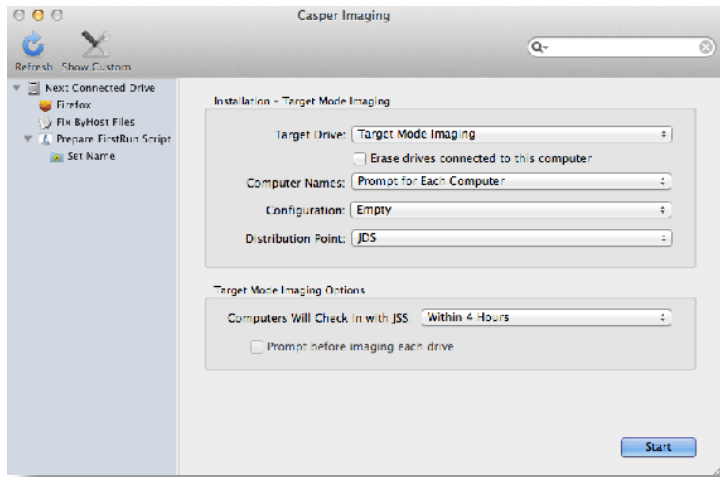 Casper Imaging
Refresh Show Custom
Next Connected Drive
Firefox
Fix ByHost Files
Prepare FirstRun Script
Set Name
Installation - Target Mode Imaging
Target Drive: Target Mode Imaging
Erase drives connected to this computer
Computer Names: Prompt for Each Computer
Configuration: Empty
Distribution Point: JDS
Target Mode Imaging Options
Computers Will Check In with JSS: Within 4 Hours
Prompt before imaging each drive
Start